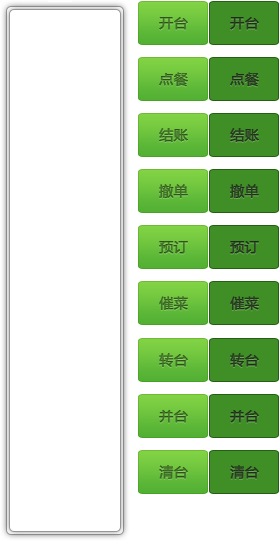 开台 开台
点餐 点餐
结账 结账
撤单 撤单
预订 预订
催菜 催菜
转台 转台
并台 并台
清台 清台